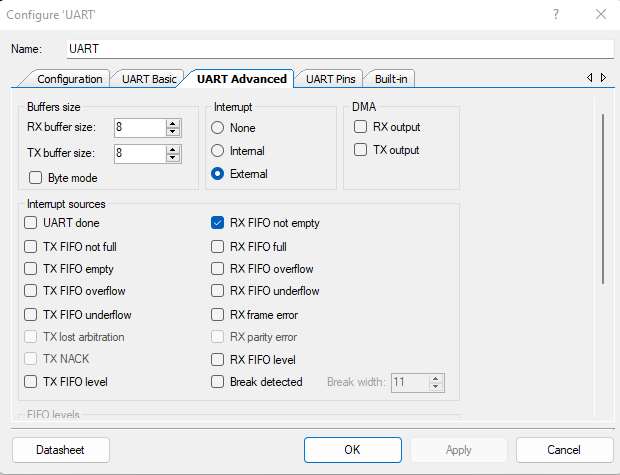 Configure 'UART'
Name: UART
Configuration UART Basic UART Advanced UART Pins Built-in
Buffers size Interrupt DMA
RX buffer size: 8 None RX output
TX buffer size: 8 Internal TX output
Byte mode External
Interrupt sources
UART done RX FIFO not empty
TX FIFO not full RX FIFO full
TX FIFO empty RX FIFO overflow
TX FIFO overflow RX FIFO underflow
TX FIFO underflow RX frame error
TX lost arbitration RX parity error
TX NACK RX FIFO level
TX FIFO level Break detected Break width: 11
FIFO levels
Datasheet OK Apply Cancel